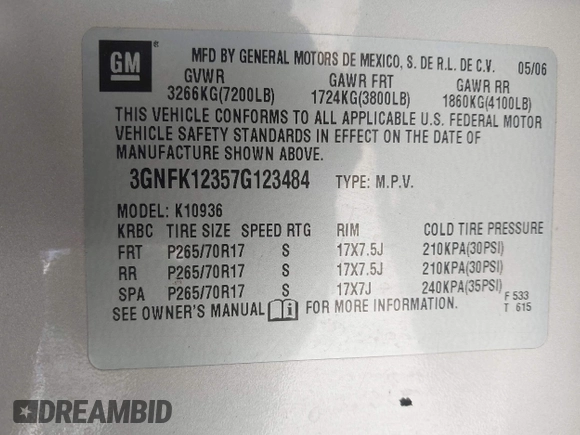 GM
MFD BY GENERAL MOTORS DE MEXICO, S. DE R.L. DE C.V. 05/06
GVWR GAWR FRT GAWR RR
3266KG(7200LB) 1724KG(3800LB) 1860KG(4100LB)
THIS VEHICLE CONFORMS TO ALL APPLICABLE U.S. FEDERAL MOTOR
VEHICLE SAFETY STANDARDS IN EFFECT ON THE DATE OF
MANUFACTURE SHOWN ABOVE.
3GNFK12357G123484 TYPE: M.P.V.
MODEL: K10936
KRBC TIRE SIZE SPEED RTG RIM COLD TIRE PRESSURE
FRT P265/70R17 S 17X7.5J 210KPA(30PSI)
RR P265/70R17 S 17X7.5J 210KPA(30PSI)
SPA P265/70R17 S 17X7J 240KPA(35PSI)
SEE OWNER'S MANUAL FOR MORE INFORMATION.
F 533
T 615
DREAMBID